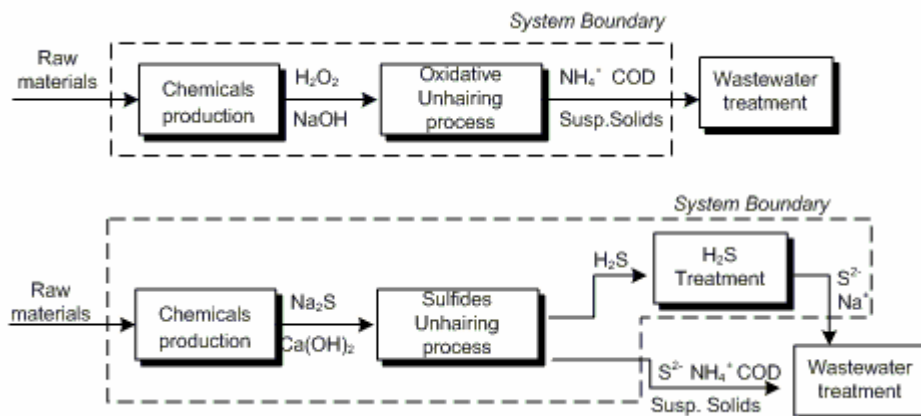 System Boundary
Raw
materials
Chemicals
production
H₂O₂
NaOH
Oxidative
Unhairing
process
NH₄⁺ COD
Susp.Solids
Wastewater
treatment
System Boundary
Raw
materials
Chemicals
production
Na₂S
Ca(OH)₂
Sulfides
Unhairing
process
H₂S
H₂S
Treatment
S²⁻
Na⁺
S²⁻ NH₄⁺ COD
Susp. Solids
Wastewater
treatment